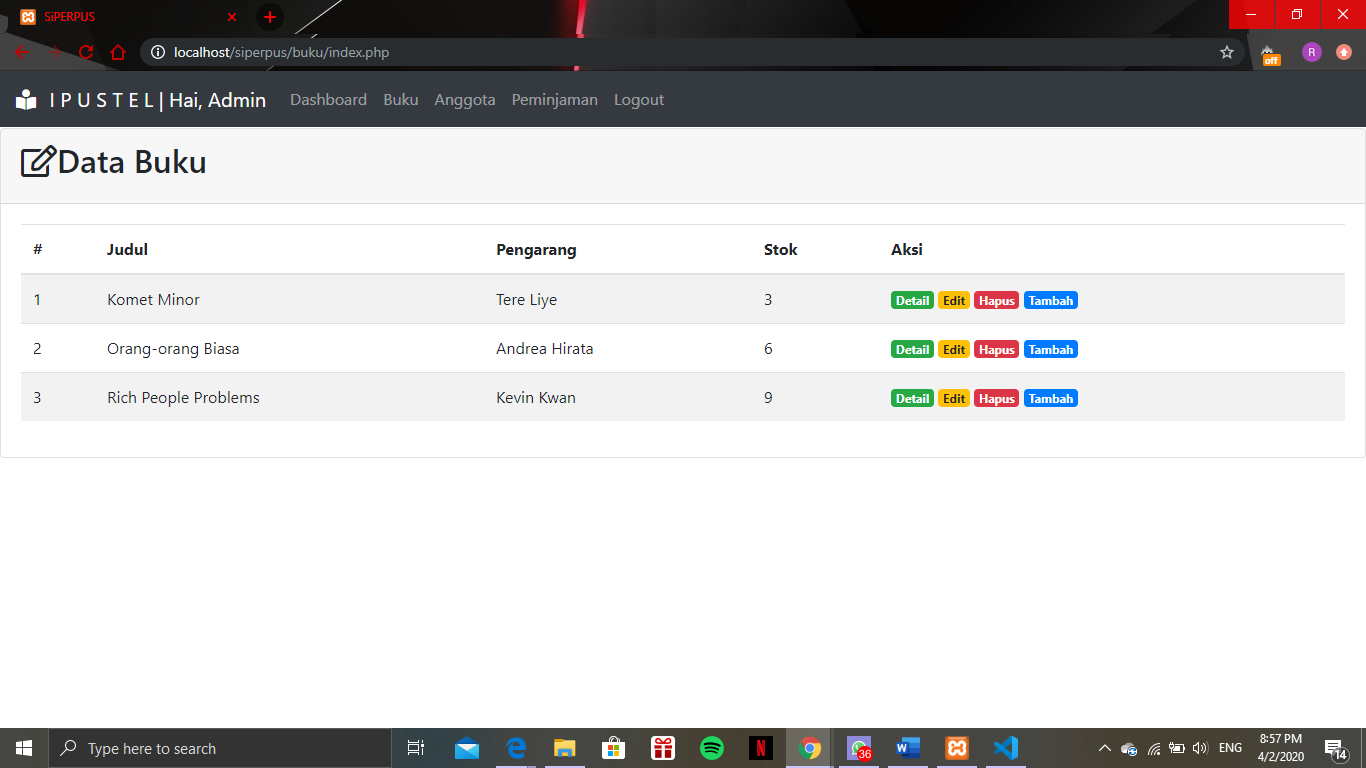 SiPERPUS
localhost/siperpus/buku/index.php
off
R
I P U S T E L | Hai, Admin Dashboard Buku Anggota Peminjaman Logout
Data Buku
# Judul Pengarang Stok Aksi
1 Komet Minor Tere Liye 3 Detail Edit Hapus Tambah
2 Orang-orang Biasa Andrea Hirata 6 Detail Edit Hapus Tambah
3 Rich People Problems Kevin Kwan 9 Detail Edit Hapus Tambah
Type here to search
36
ENG
8:57 PM
4/2/2020
14